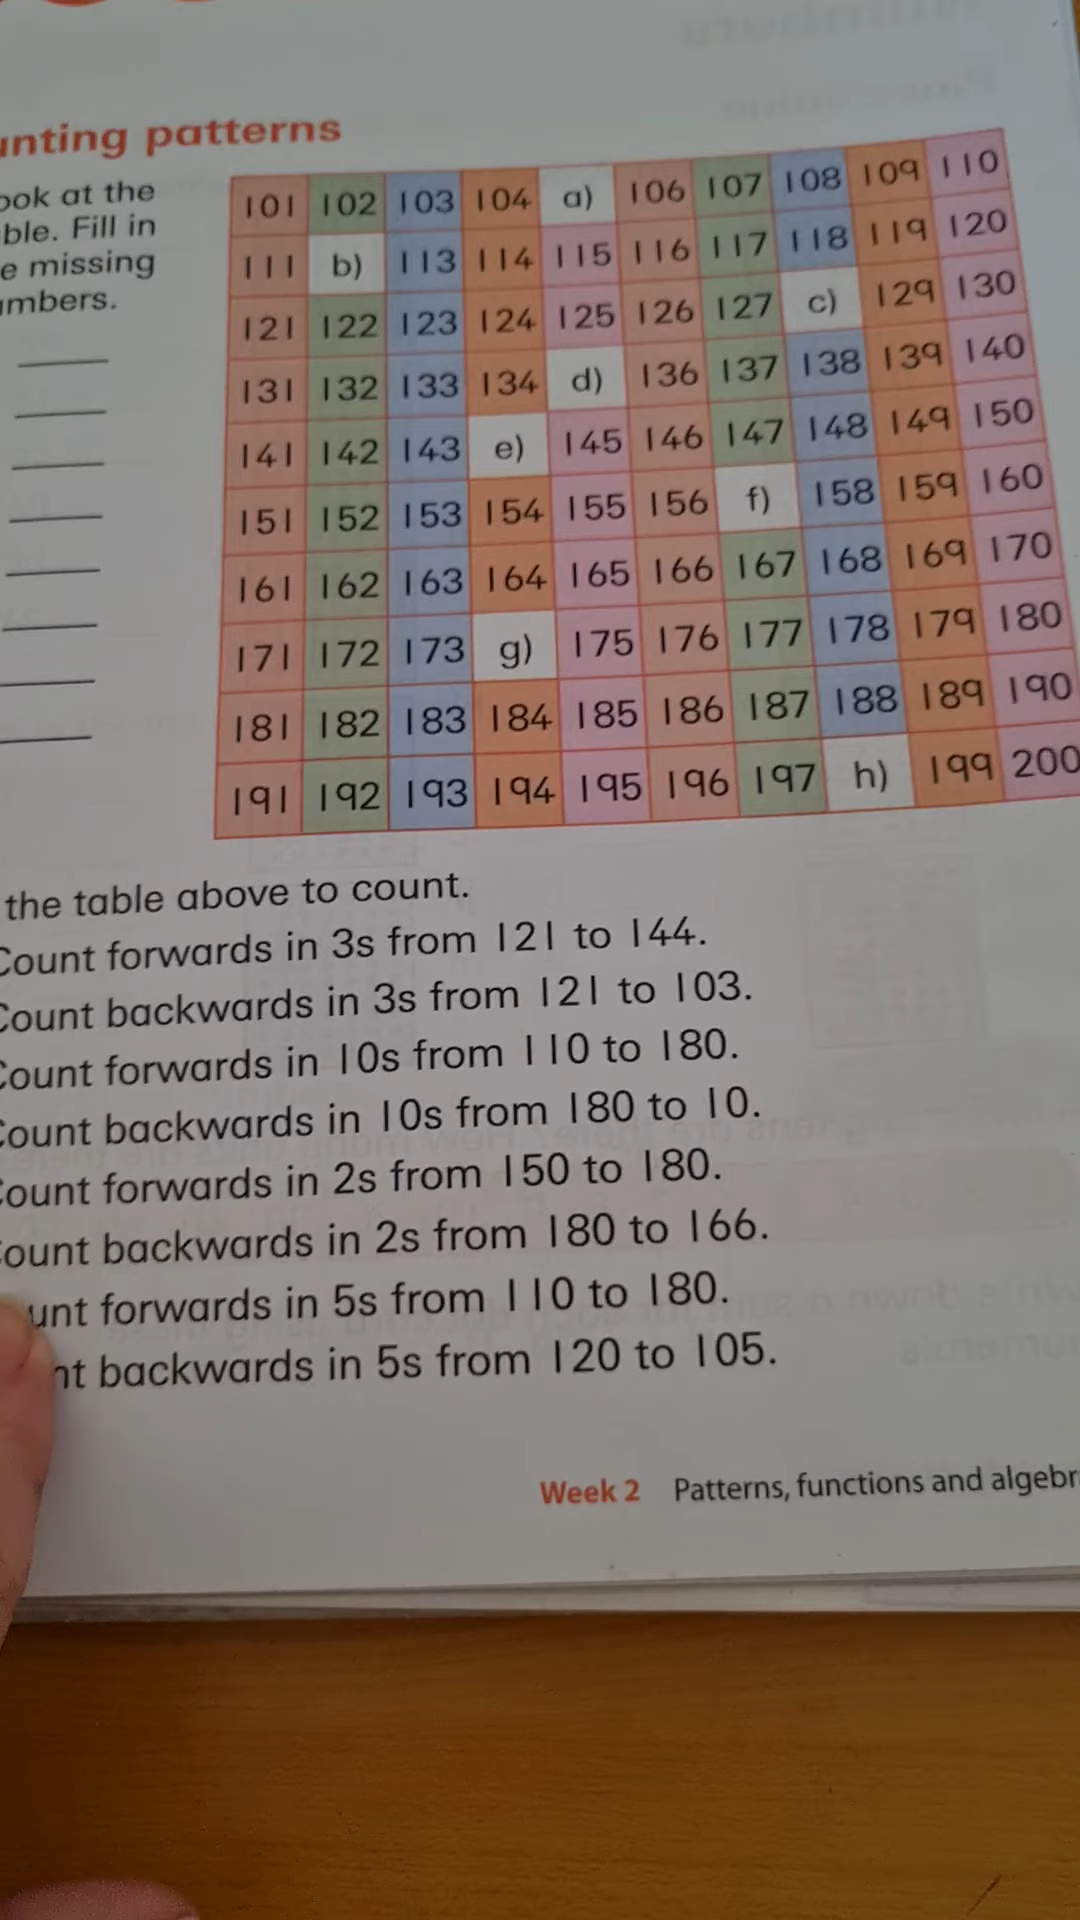 unting patterns
ook at the
ble. Fill in
e missing
umbers.
101 102 103 104 a) 106 107 108 109 110
111 b) 113 114 115 116 117 118 119 120
121 122 123 124 125 126 127 c) 129 130
131 132 133 134 d) 136 137 138 139 140
141 142 143 e) 145 146 147 148 149 150
151 152 153 154 155 156 f) 158 159 160
161 162 163 164 165 166 167 168 169 170
171 172 173 g) 175 176 177 178 179 180
181 182 183 184 185 186 187 188 189 190
191 192 193 194 195 196 197 h) 199 200
the table above to count.
Count forwards in 3s from 121 to 144.
Count backwards in 3s from 121 to 103.
Count forwards in 10s from 110 to 180.
Count backwards in 10s from 180 to 10.
Count forwards in 2s from 150 to 180.
ount backwards in 2s from 180 to 166.
unt forwards in 5s from 110 to 180.
nt backwards in 5s from 120 to 105.
Week 2 Patterns, functions and algebr